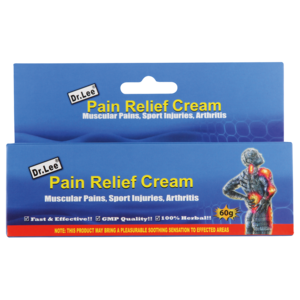 Dr.Lee
Pain Relief Cream
Muscular Pains, Sport Injuries, Arthritis
Dr.Lee
Pain Relief Cream
Muscular Pains, Sport Injuries, Arthritis
60g
☑ Fast & Effective!! ☑ GMP Quality!! ☑ 100% Herbal!!
NOTE: THIS PRODUCT MAY BRING A PLEASURABLE SOOTHING SENSATION TO EFFECTED AREAS